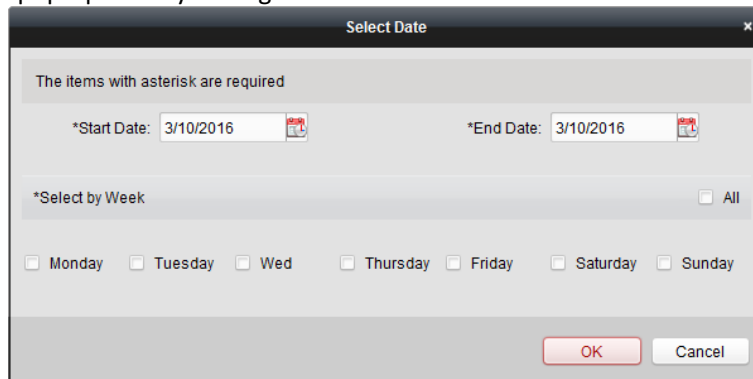 Select Date ×
The items with asterisk are required
*Start Date: 3/10/2016 *End Date: 3/10/2016
*Select by Week All
Monday Tuesday Wed Thursday Friday Saturday Sunday
OK Cancel